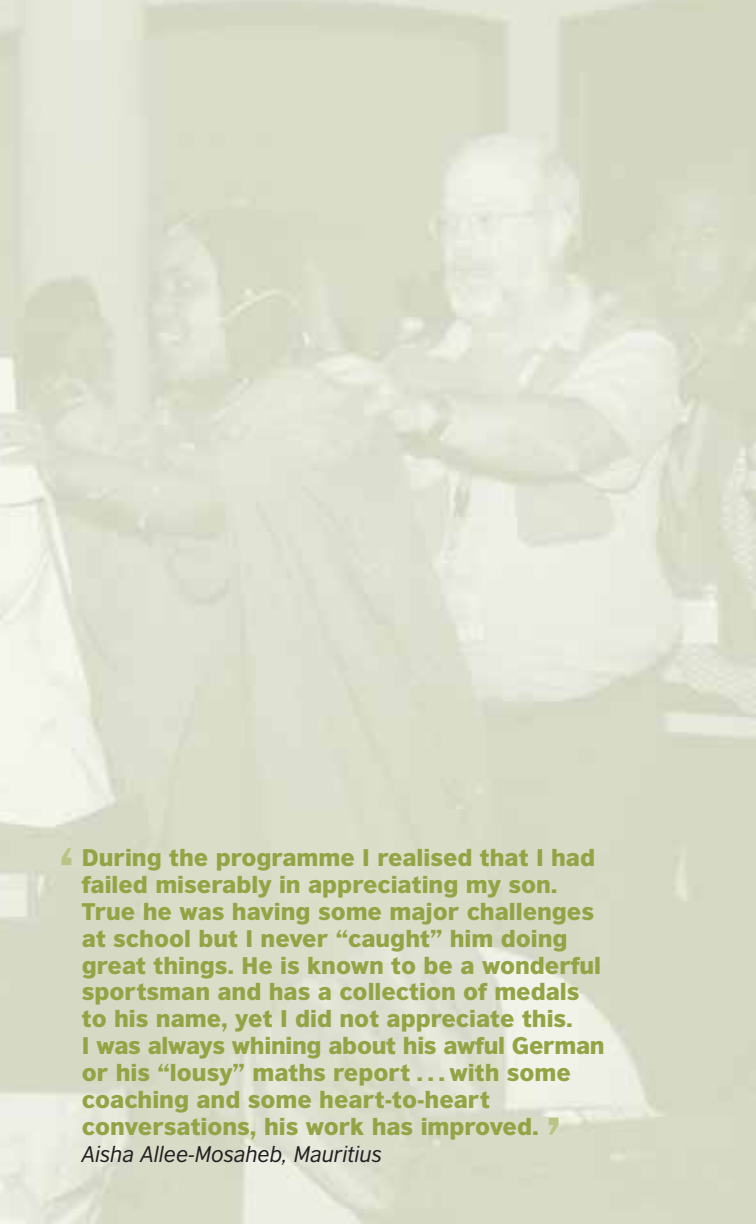 ‘ During the programme I realised that I had
failed miserably in appreciating my son.
True he was having some major challenges
at school but I never “caught” him doing
great things. He is known to be a wonderful
sportsman and has a collection of medals
to his name, yet I did not appreciate this.
I was always whining about his awful German
or his “lousy” maths report ... with some
coaching and some heart-to-heart
conversations, his work has improved. ’
Aisha Allee-Mosaheb, Mauritius